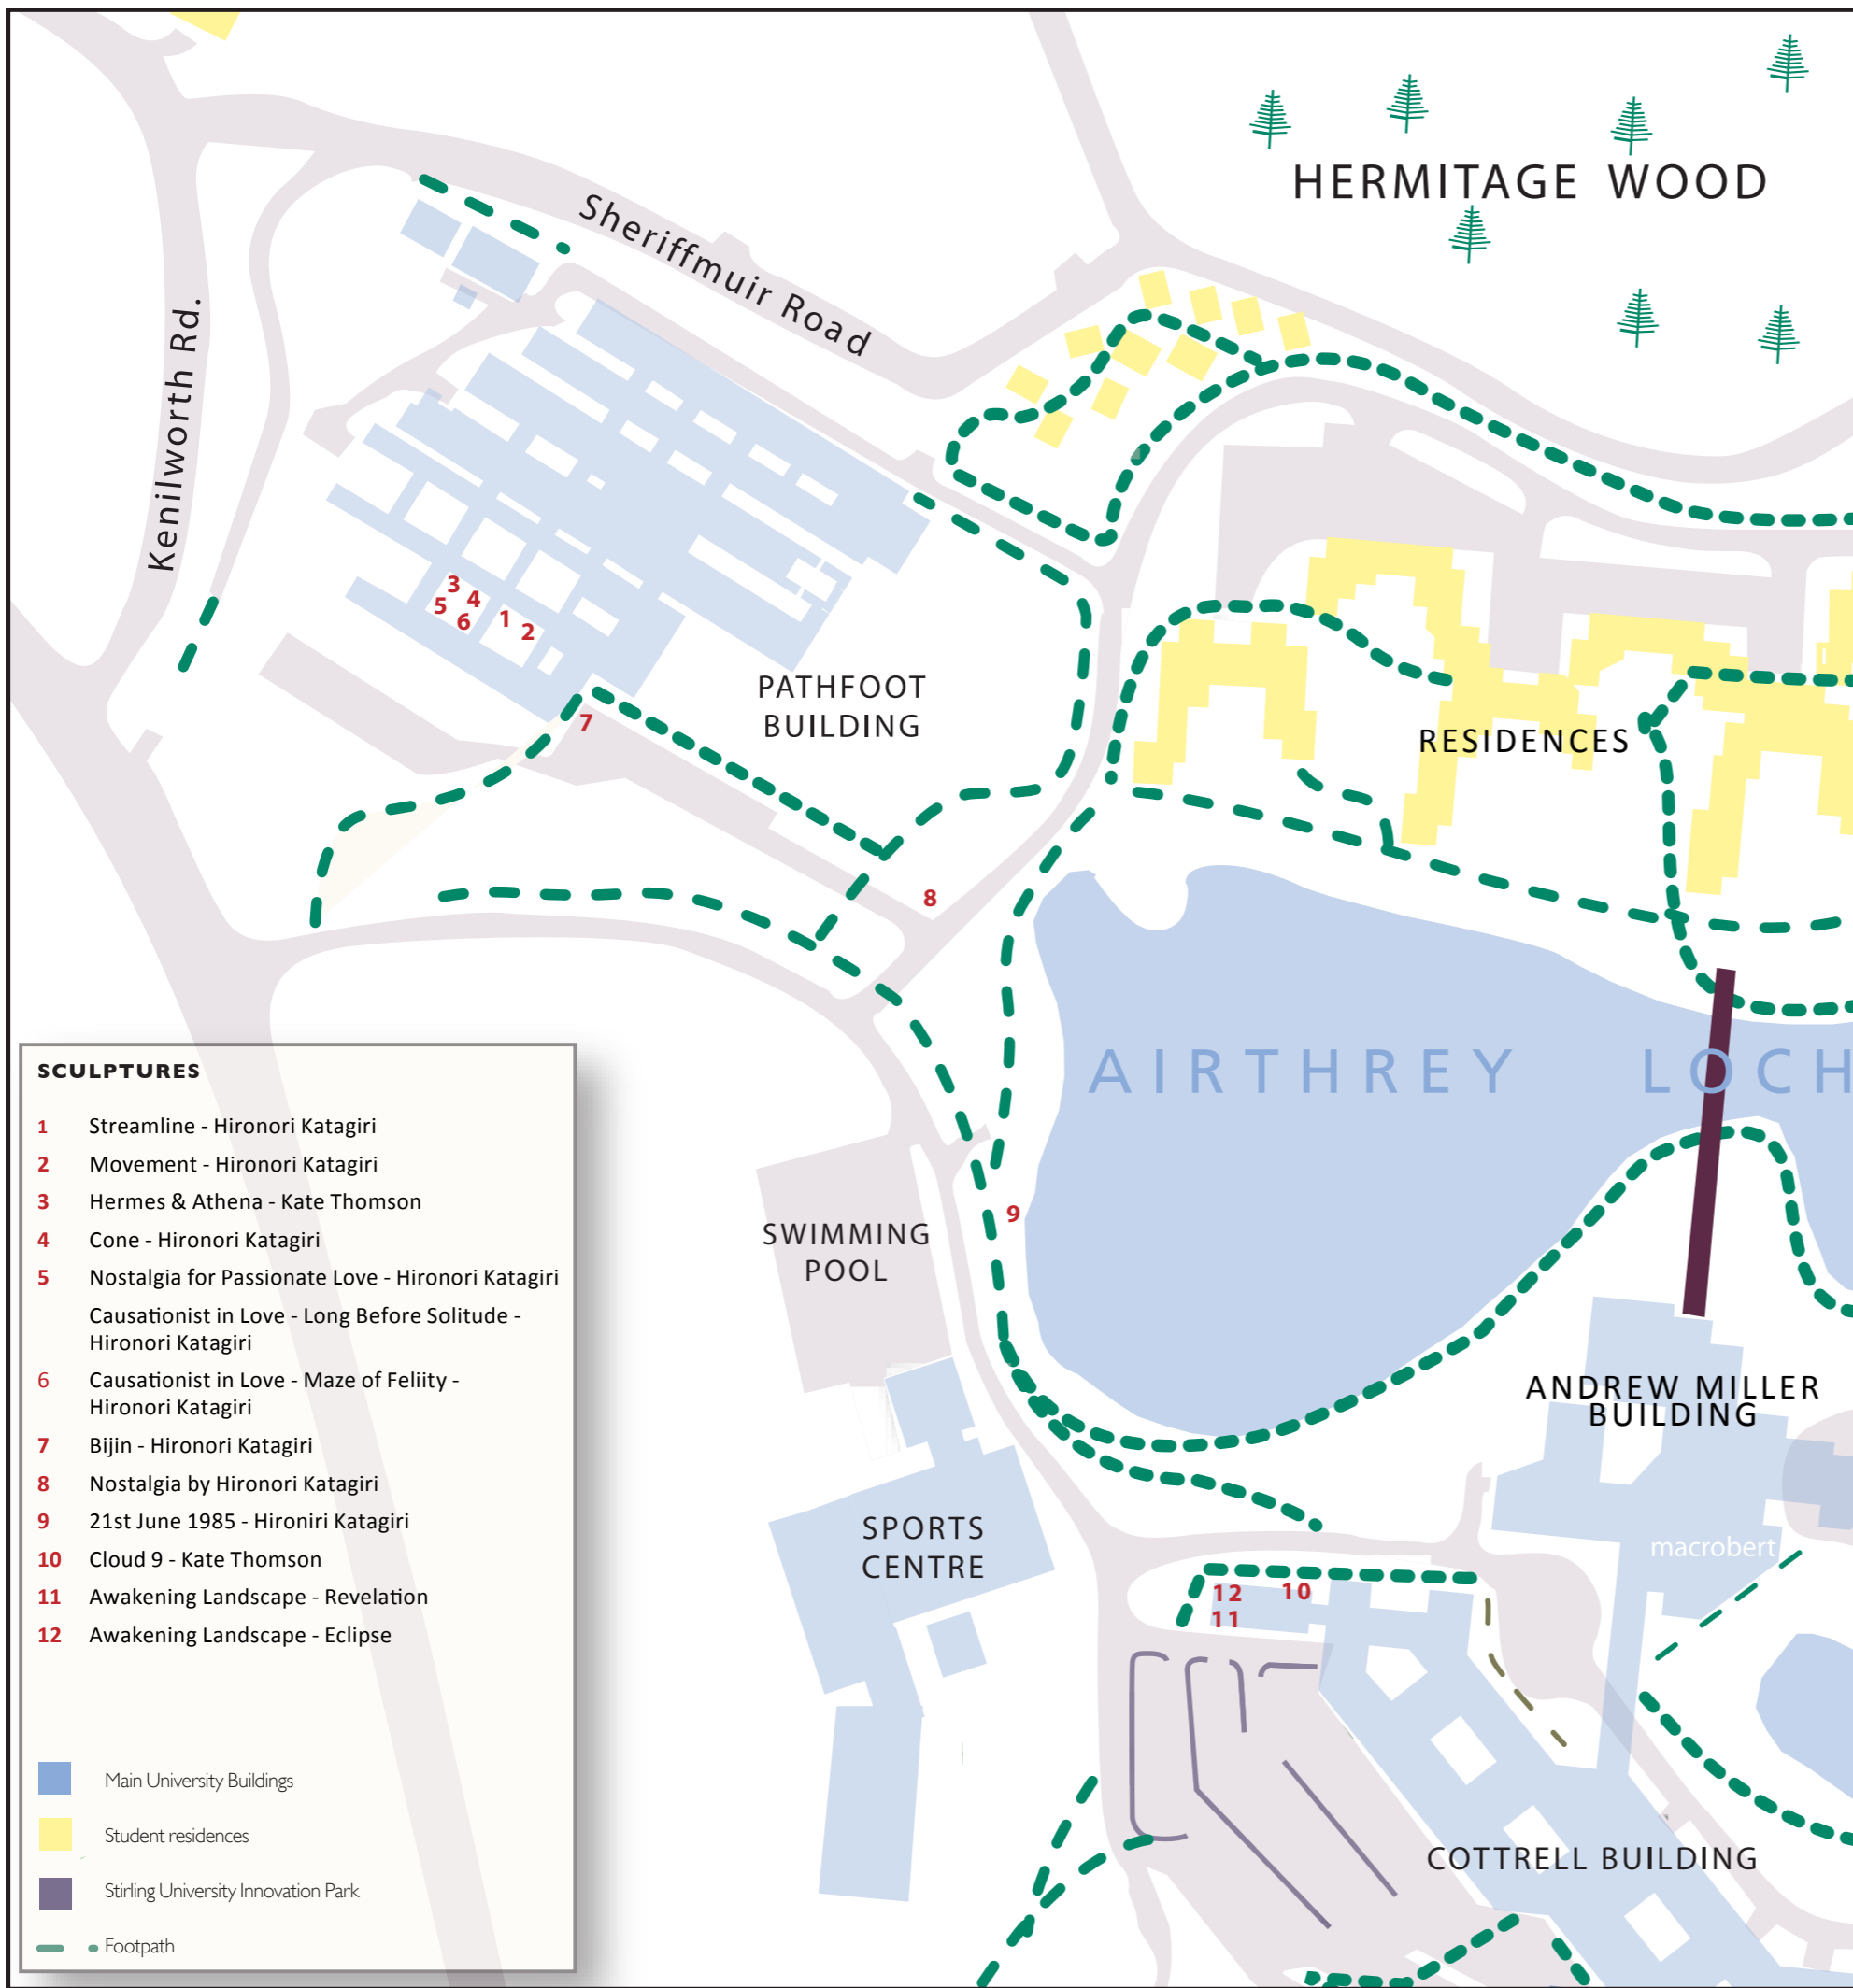 HERMITAGE WOOD
Sheriffmuir Road
Kenilworth Rd.
3
4
5
6
1
2
PATHFOOT
BUILDING
7
RESIDENCES
8
AIRTHREY LOCH
9
SWIMMING
POOL
ANDREW MILLER
BUILDING
SPORTS
CENTRE
macrobert
12
10
11
COTTRELL BUILDING
SCULPTURES
1 Streamline - Hironori Katagiri
2 Movement - Hironori Katagiri
3 Hermes & Athena - Kate Thomson
4 Cone - Hironori Katagiri
5 Nostalgia for Passionate Love - Hironori Katagiri
Causationist in Love - Long Before Solitude -
Hironori Katagiri
6 Causationist in Love - Maze of Feliity -
Hironori Katagiri
7 Bijin - Hironori Katagiri
8 Nostalgia by Hironori Katagiri
9 21st June 1985 - Hironiri Katagiri
10 Cloud 9 - Kate Thomson
11 Awakening Landscape - Revelation
12 Awakening Landscape - Eclipse
Main University Buildings
Student residences
Stirling University Innovation Park
Footpath